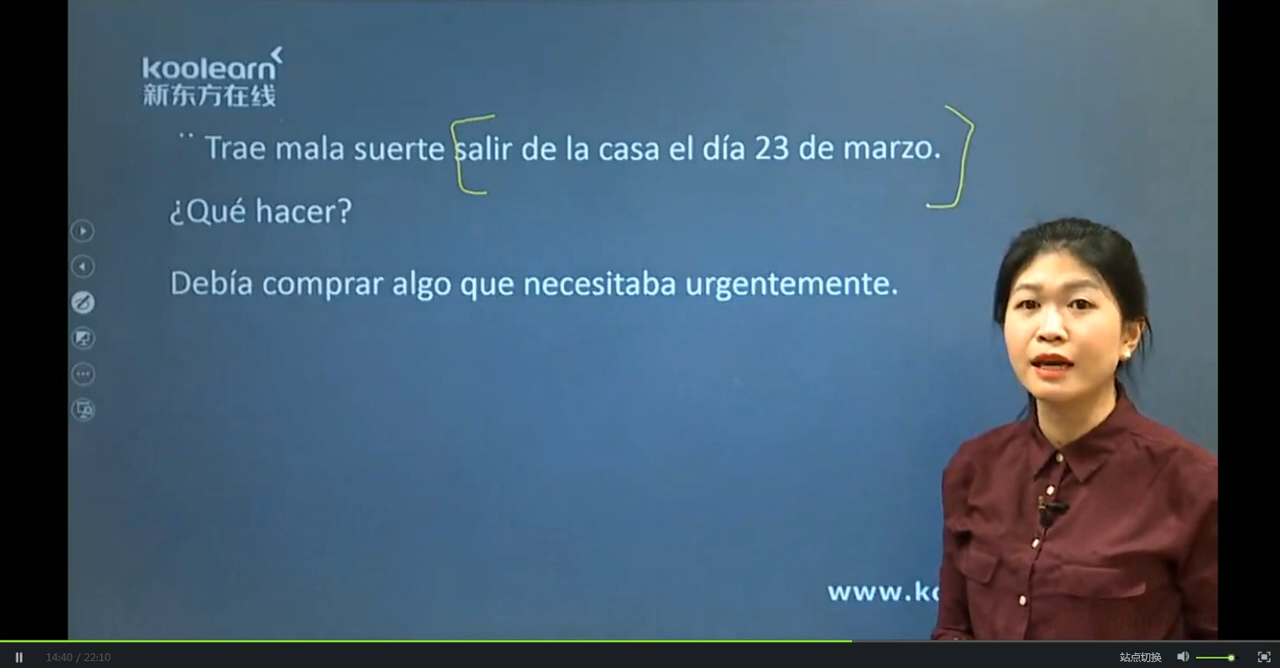 koolearn
新东方在线
¨ Trae mala suerte salir de la casa el día 23 de marzo.
¿Qué hacer?
Debía comprar algo que necesitaba urgentemente.
www.ko
14:40 / 22:10
站点切换